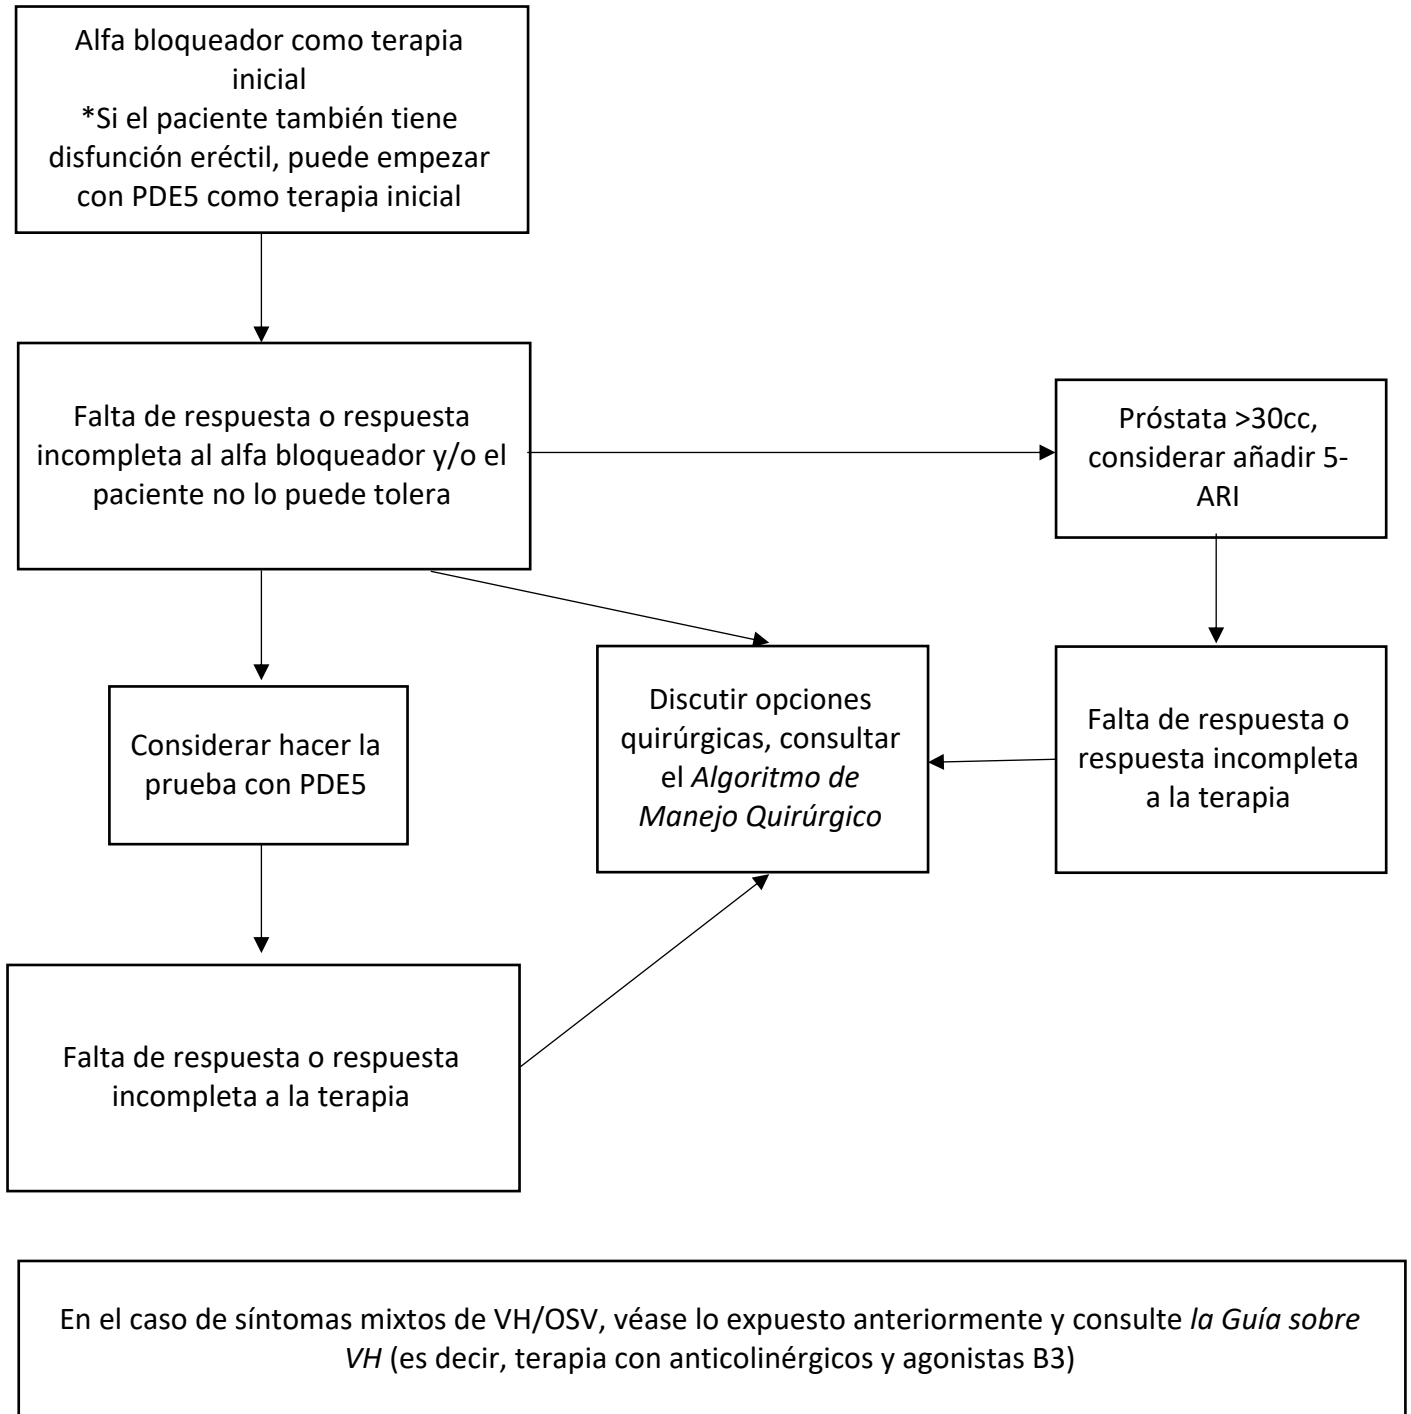 Alfa bloqueador como terapia
inicial
*Si el paciente también tiene
disfunción eréctil, puede empezar
con PDE5 como terapia inicial
Falta de respuesta o respuesta
incompleta al alfa bloqueador y/o el
paciente no lo puede tolera
Próstata >30cc,
considerar añadir 5-
ARI
Considerar hacer la
prueba con PDE5
Discutir opciones
quirúrgicas, consultar
el Algoritmo de
Manejo Quirúrgico
Falta de respuesta o
respuesta incompleta
a la terapia
Falta de respuesta o respuesta
incompleta a la terapia
En el caso de síntomas mixtos de VH/OSV, véase lo expuesto anteriormente y consulte la Guía sobre
VH (es decir, terapia con anticolinérgicos y agonistas B3)